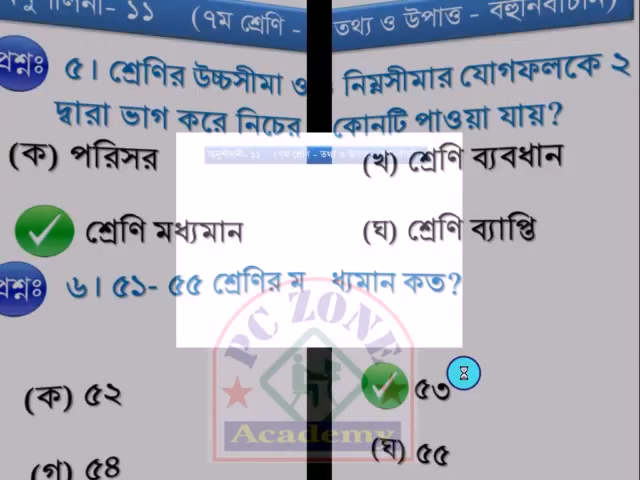 অনুশীলনী- ১১ (৭ম শ্রেণি - তথ্য ও উপাত্ত - বহুনির্বাচনি)
প্রশ্নঃ ৫। শ্রেণির উচ্চসীমা ও নিম্নসীমার যোগফলকে ২
দ্বারা ভাগ করে নিচের কোনটি পাওয়া যায়?
(ক) পরিসর (খ) শ্রেণি ব্যবধান
শ্রেণি মধ্যমান (ঘ) শ্রেণি ব্যাপ্তি
প্রশ্নঃ ৬। ৫১- ৫৫ শ্রেণির মধ্যমান কত?
PC ZONE
(ক) ৫২ ৫৩
Academy
(গ) ৫৪ (ঘ) ৫৫